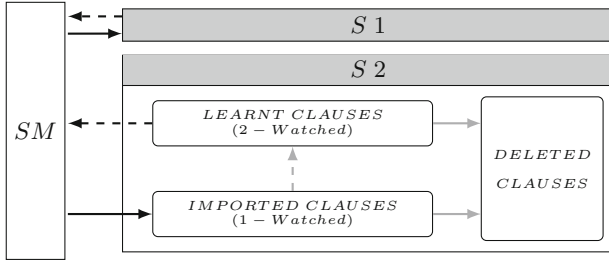 S 1
S 2
SM
LEARNT CLAUSES
(2 – Watched)
DELETED
CLAUSES
IMPORTED CLAUSES
(1 – Watched)